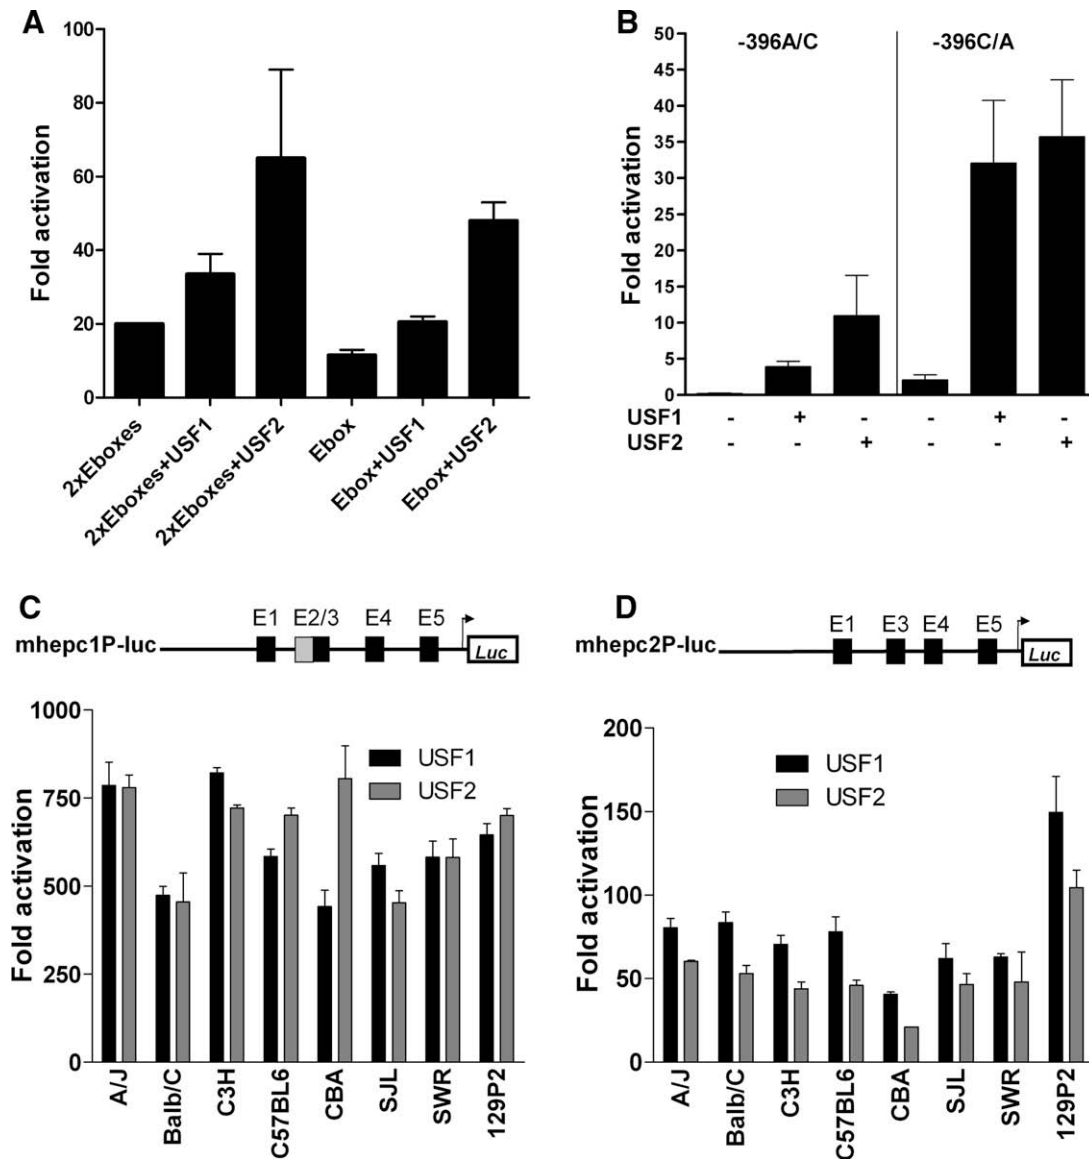 A
Fold activation
100
80
60
40
20
0
2xEboxes
2xEboxes+USF1
2xEboxes+USF2
Ebox
Ebox+USF1
Ebox+USF2
B
Fold activation
-396A/C
-396C/A
50
45
40
35
30
25
20
15
10
5
0
USF1 - + - - + -
USF2 - - + - - +
C
E1 E2/3 E4 E5
mhepc1P-luc
Luc
Fold activation
1000
750
500
250
0
USF1
USF2
A/J
Balb/C
C3H
C57BL6
CBA
SJL
SWR
129P2
D
E1 E3 E4 E5
mhepc2P-luc
Luc
Fold activation
200
150
100
50
0
USF1
USF2
A/J
Balb/C
C3H
C57BL6
CBA
SJL
SWR
129P2